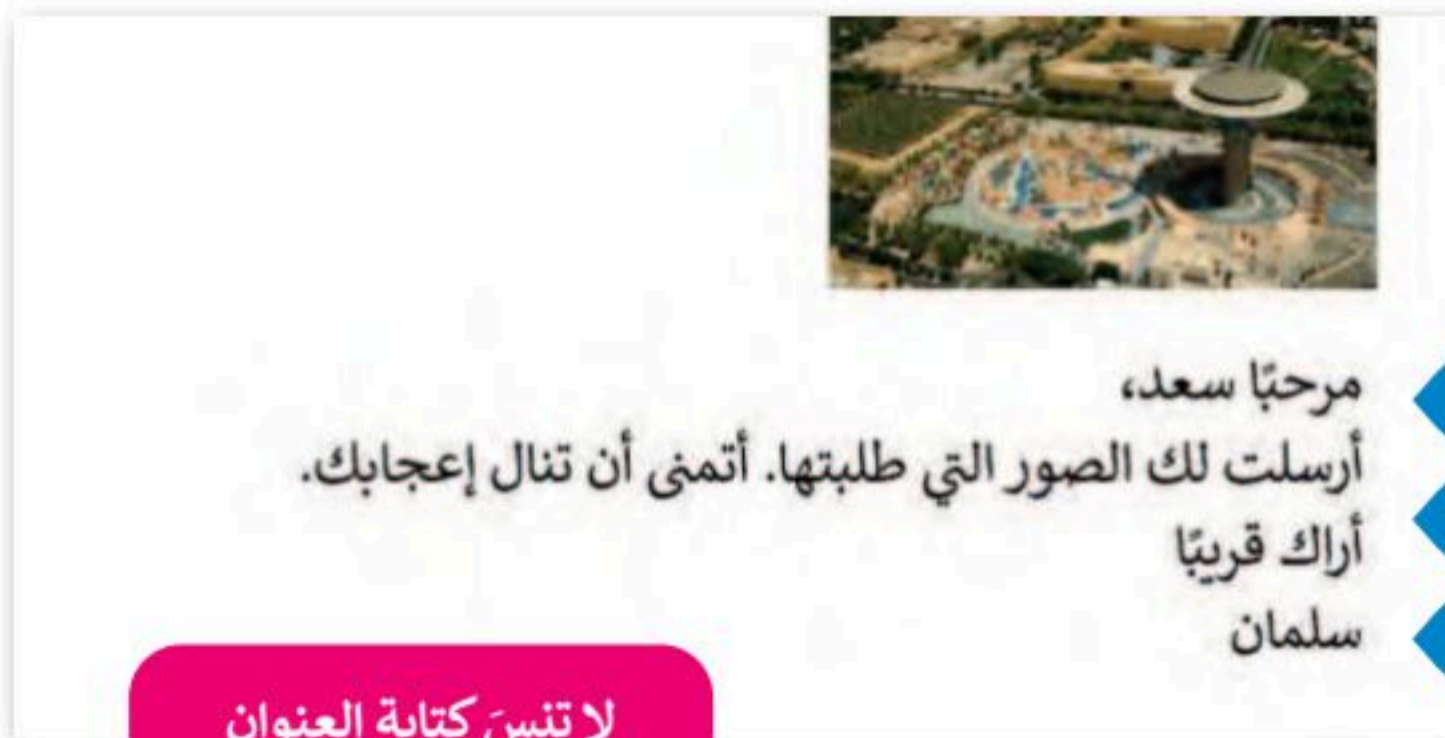 مرحبًا سعد،
أرسلت لك الصور التي طلبتها. أتمنى أن تنال إعجابك.
أراك قريبًا
سلمان
لا تنسَ كتابة العنوان